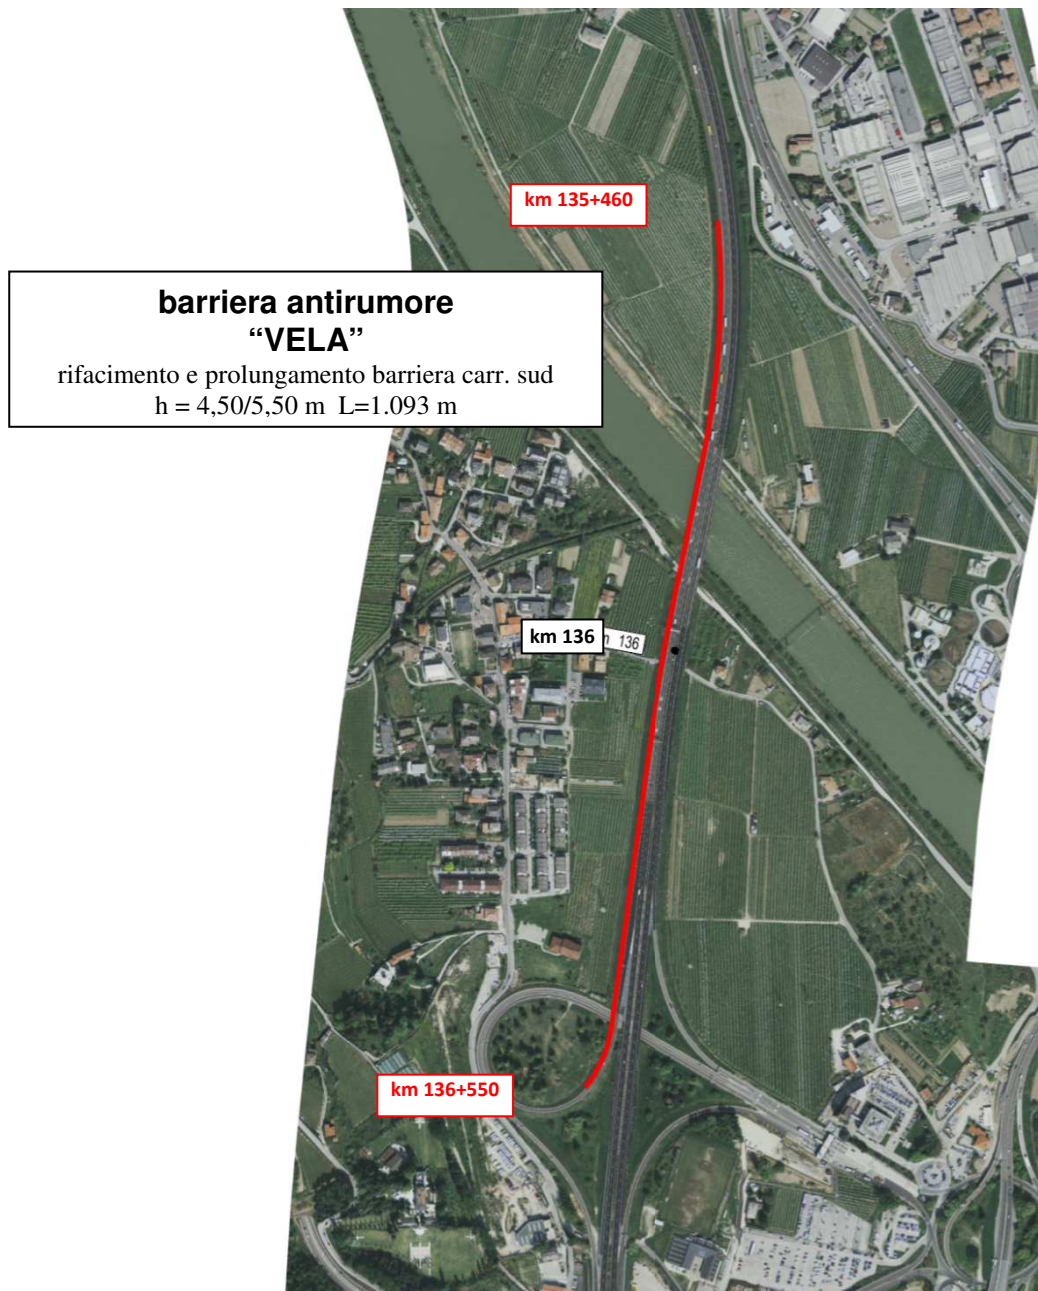 km 135+460
barriera antirumore
“VELA”
rifacimento e prolungamento barriera carr. sud
h = 4,50/5,50 m L=1.093 m
km 136
136
km 136+550